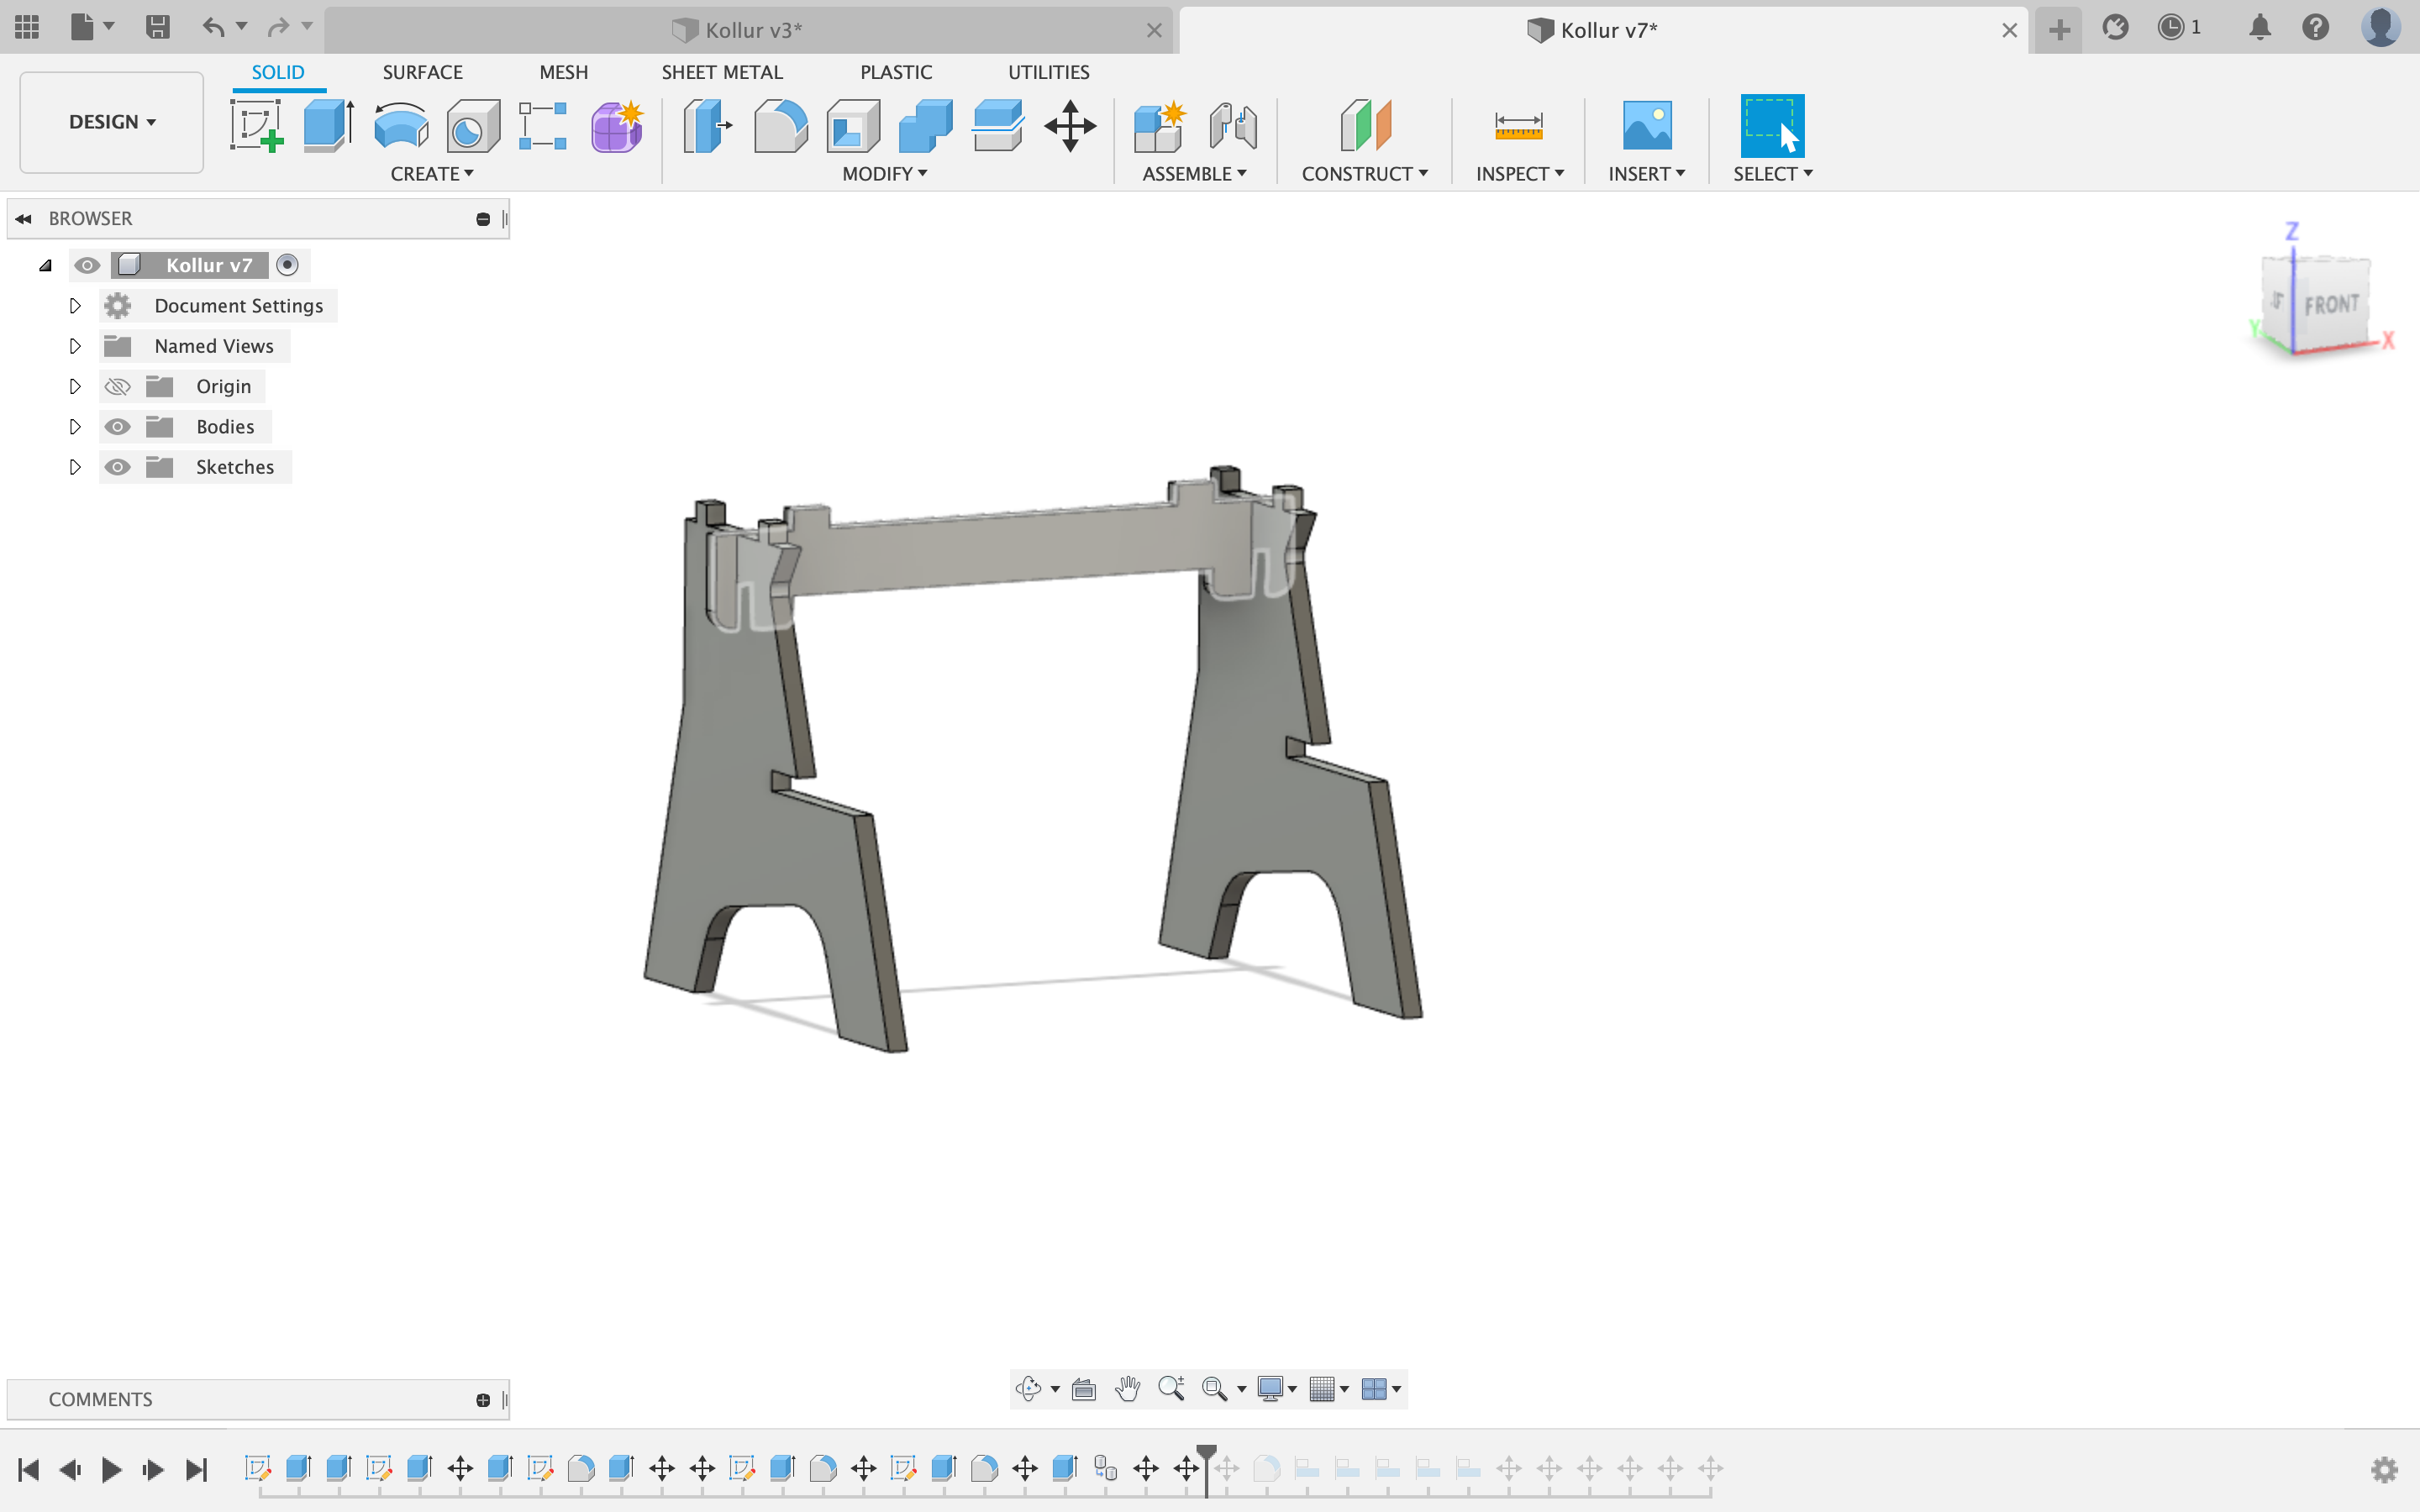 Kollur v3*
Kollur v7*
1
DESIGN
SOLID
SURFACE
MESH
SHEET METAL
PLASTIC
UTILITIES
CREATE
MODIFY
ASSEMBLE
CONSTRUCT
INSPECT
INSERT
SELECT
BROWSER
Kollur v7
Document Settings
Named Views
Origin
Bodies
Sketches
Z
FRONT
Y
X
COMMENTS